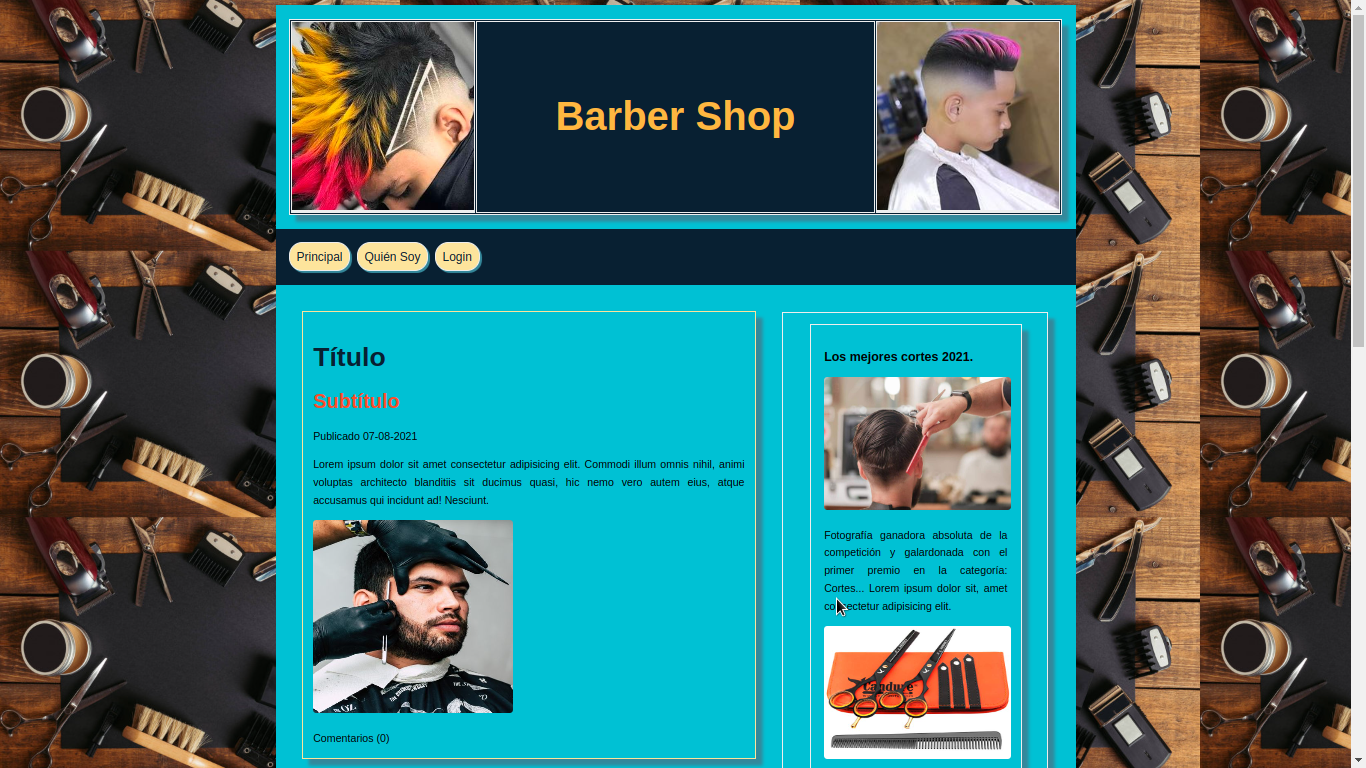 Barber Shop
Principal
Quién Soy
Login
Título
Subtítulo
Publicado 07-08-2021
Lorem ipsum dolor sit amet consectetur adipisicing elit. Commodi illum omnis nihil, animi
voluptas architecto blanditiis sit ducimus quasi, hic nemo vero autem eius, atque
accusamus qui incidunt ad! Nesciunt.
Comentarios (0)
Los mejores cortes 2021.
Fotografía ganadora absoluta de la
competición y galardonada con el
primer premio en la categoría:
Cortes... Lorem ipsum dolor sit, amet
consectetur adipisicing elit.
Candure